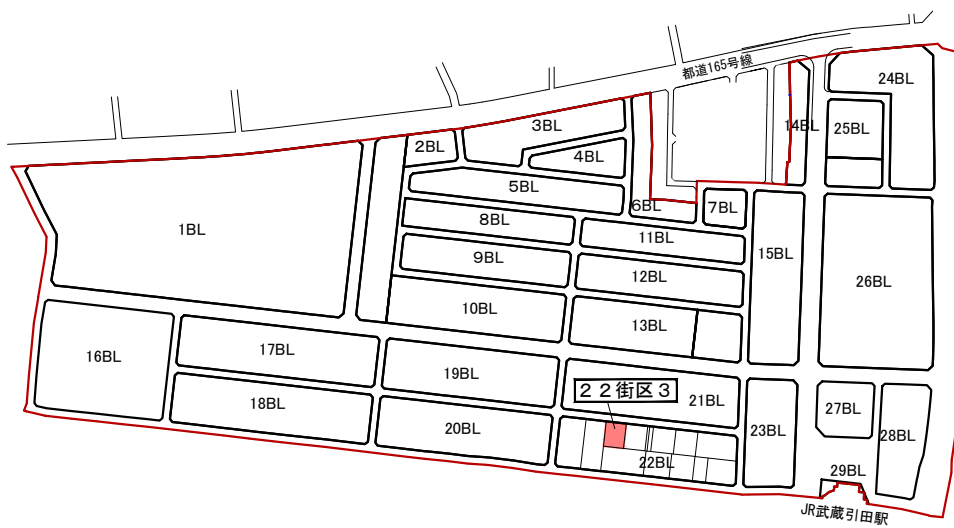 都道165号線
24BL
3BL
14BL
25BL
2BL
4BL
5BL
6BL
7BL
1BL
8BL
11BL
15BL
9BL
12BL
26BL
10BL
13BL
16BL
17BL
19BL
22街区3
21BL
18BL
27BL
20BL
23BL
28BL
22BL
29BL
JR武蔵引田駅